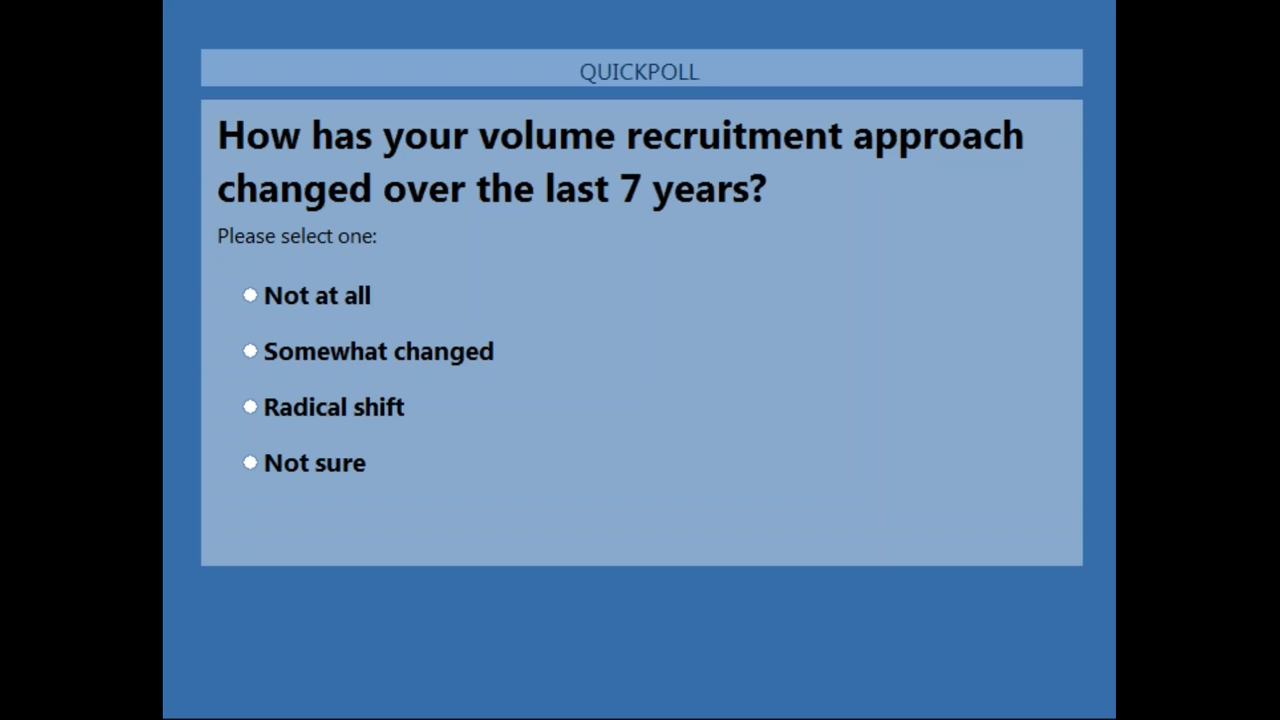 QUICKPOLL
How has your volume recruitment approach
changed over the last 7 years?
Please select one:
Not at all
Somewhat changed
Radical shift
Not sure